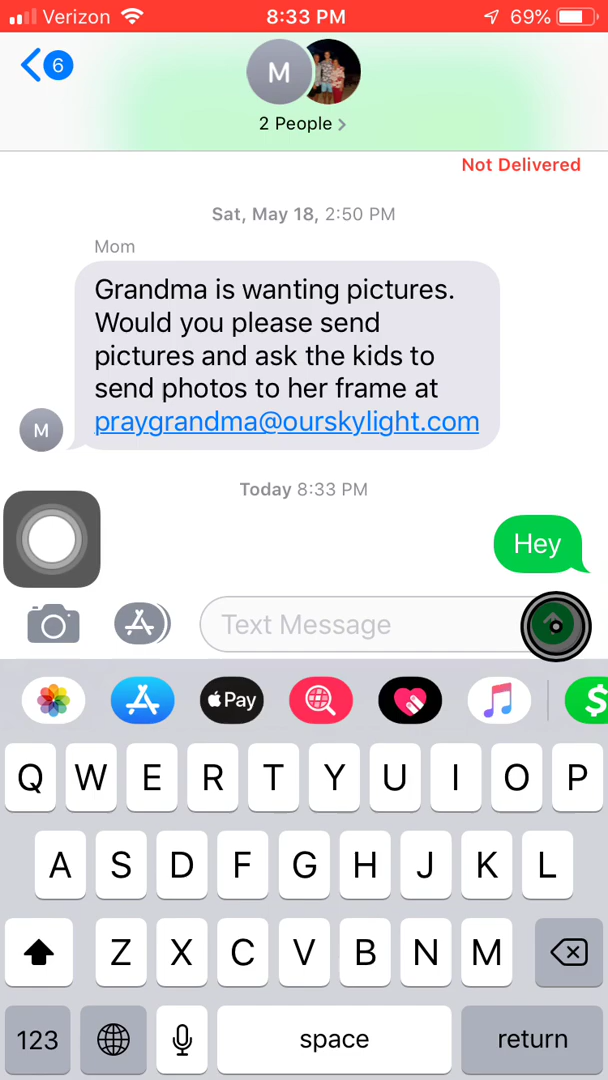 Verizon 8:33 PM 69%
6
M
2 People
Not Delivered
Sat, May 18, 2:50 PM
Mom
Grandma is wanting pictures.
Would you please send
pictures and ask the kids to
send photos to her frame at
praygrandma@ourskylight.com
M
Today 8:33 PM
Hey
Text Message
Pay
$
Q W E R T Y U I O P
A S D F G H J K L
Z X C V B N M
123 space return